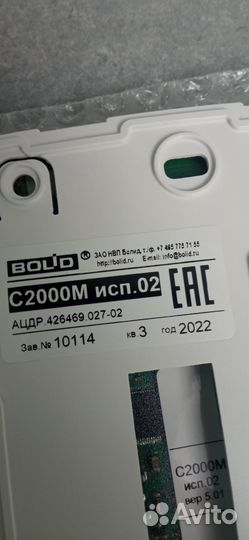 BOLID ® ЗАО НВП Болид, т./ф. +7 495 775 71 55
http://bolid.ru E-mail: info@bolid.ru
С2000М исп.02
ЕАС
АЦДР.426469.027-02
Зав.№ 10114 кв.3 год 2022
С2000М
исп.02
вер 5.01
Avito